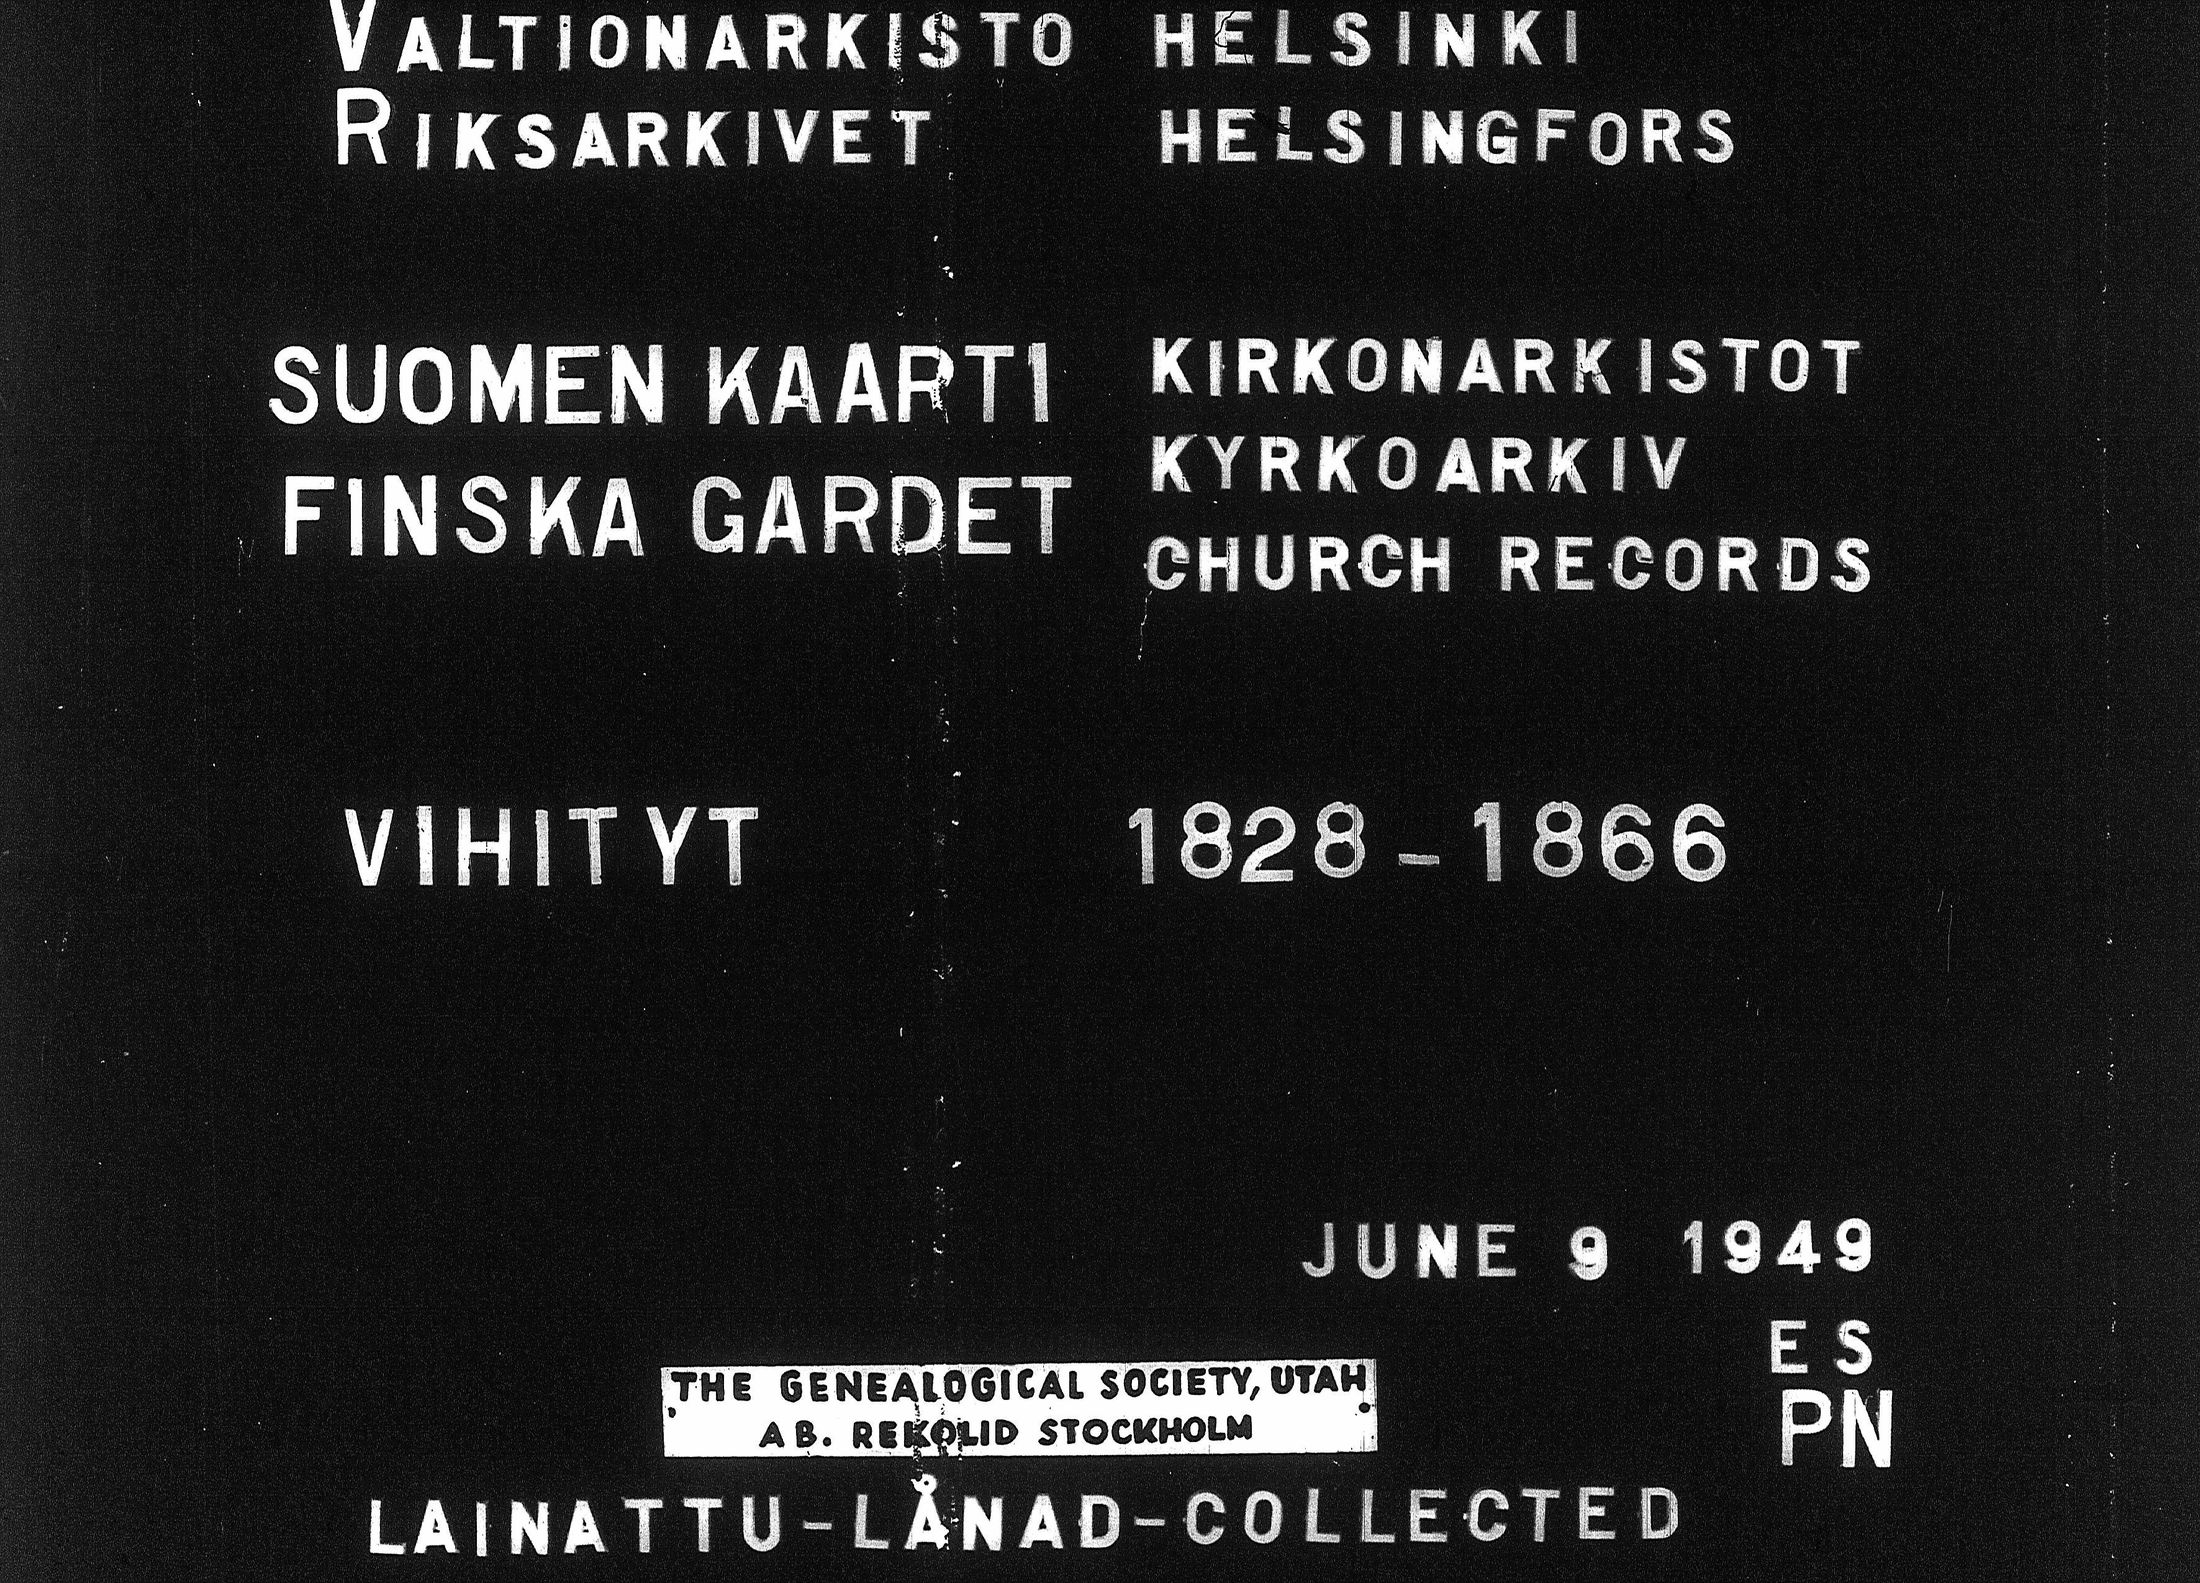 VALTIONARKISTO HELSINKI
RIKSARKIVET HELSINGFORS
SUOMEN KAARTI
FINSKA GARDET
KIRKONARKISTOT
KYRKOARKIV
CHURCH RECORDS
VIHITYT 1828-1866
JUNE 9 1949
ES
PN
THE GENEALOGICAL SOCIETY, UTAH
AB. REKOLID STOCKHOLM
LAINATTU-LÅNAD-COLLECTED